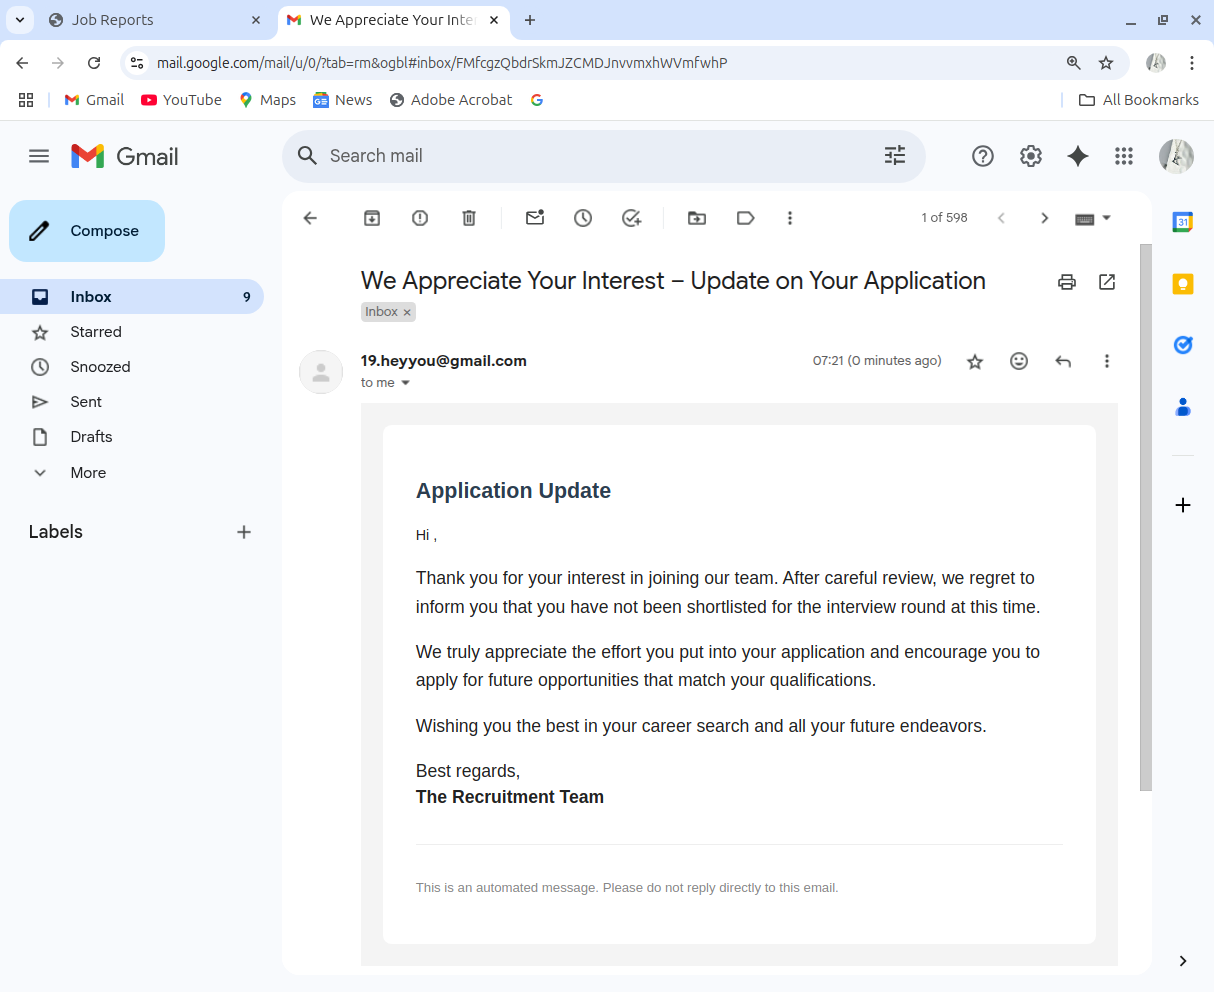 Job Reports
We Appreciate Your Inte
mail.google.com/mail/u/0/?tab=rm&ogbl#inbox/FMfcgzQbdrSkmJZCMDJnvvmxhWVmfwhP
Gmail
YouTube
Maps
News
Adobe Acrobat
All Bookmarks
Gmail
Search mail
Compose
1 of 598
Inbox 9
Starred
Snoozed
Sent
Drafts
More
Labels
31
We Appreciate Your Interest – Update on Your Application
Inbox
19.heyyou@gmail.com
07:21 (0 minutes ago)
to me
Application Update
Hi ,
Thank you for your interest in joining our team. After careful review, we regret to
inform you that you have not been shortlisted for the interview round at this time.
We truly appreciate the effort you put into your application and encourage you to
apply for future opportunities that match your qualifications.
Wishing you the best in your career search and all your future endeavors.
Best regards,
The Recruitment Team
This is an automated message. Please do not reply directly to this email.